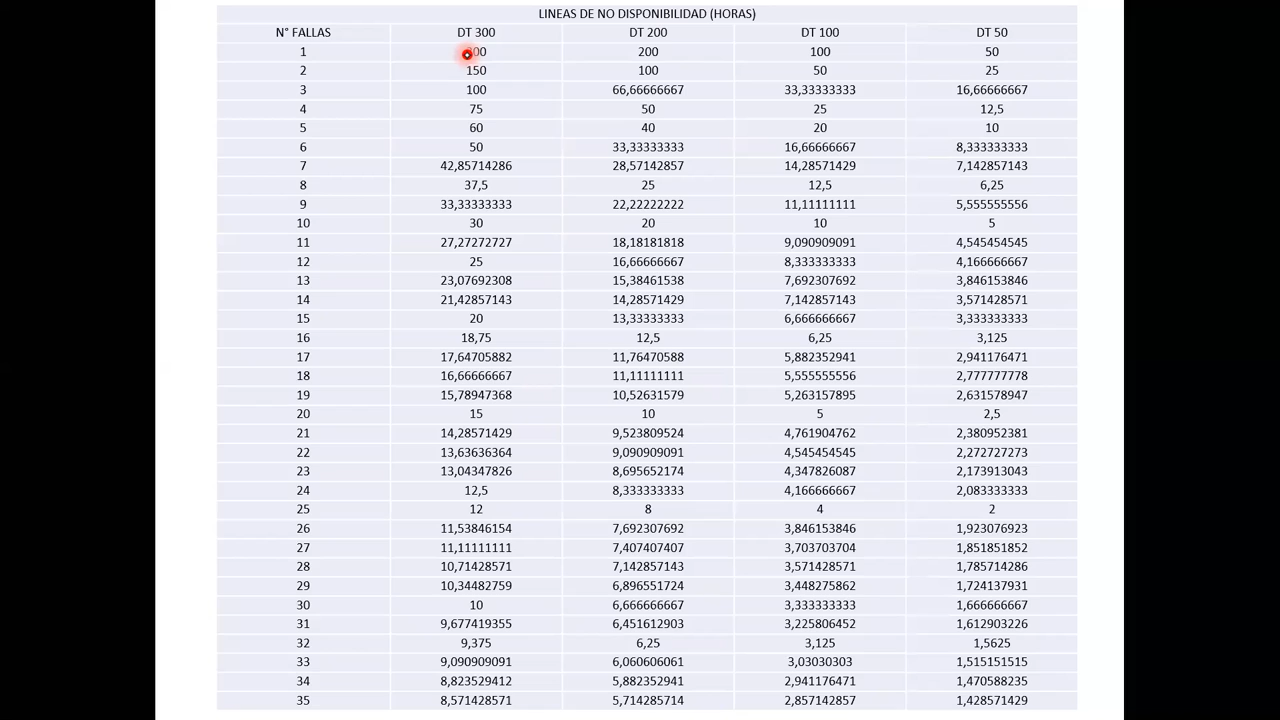 LINEAS DE NO DISPONIBILIDAD (HORAS)
N° FALLAS DT 300 DT 200 DT 100 DT 50
1 300 200 100 50
2 150 100 50 25
3 100 66,66666667 33,33333333 16,66666667
4 75 50 25 12,5
5 60 40 20 10
6 50 33,33333333 16,66666667 8,333333333
7 42,85714286 28,57142857 14,28571429 7,142857143
8 37,5 25 12,5 6,25
9 33,33333333 22,22222222 11,11111111 5,555555556
10 30 20 10 5
11 27,27272727 18,18181818 9,090909091 4,545454545
12 25 16,66666667 8,333333333 4,166666667
13 23,07692308 15,38461538 7,692307692 3,846153846
14 21,42857143 14,28571429 7,142857143 3,571428571
15 20 13,33333333 6,666666667 3,333333333
16 18,75 12,5 6,25 3,125
17 17,64705882 11,76470588 5,882352941 2,941176471
18 16,66666667 11,11111111 5,555555556 2,777777778
19 15,78947368 10,52631579 5,263157895 2,631578947
20 15 10 5 2,5
21 14,28571429 9,523809524 4,761904762 2,380952381
22 13,63636364 9,090909091 4,545454545 2,272727273
23 13,04347826 8,695652174 4,347826087 2,173913043
24 12,5 8,333333333 4,166666667 2,083333333
25 12 8 4 2
26 11,53846154 7,692307692 3,846153846 1,923076923
27 11,11111111 7,407407407 3,703703704 1,851851852
28 10,71428571 7,142857143 3,571428571 1,785714286
29 10,34482759 6,896551724 3,448275862 1,724137931
30 10 6,666666667 3,333333333 1,666666667
31 9,677419355 6,451612903 3,225806452 1,612903226
32 9,375 6,25 3,125 1,5625
33 9,090909091 6,060606061 3,03030303 1,515151515
34 8,823529412 5,882352941 2,941176471 1,470588235
35 8,571428571 5,714285714 2,857142857 1,428571429